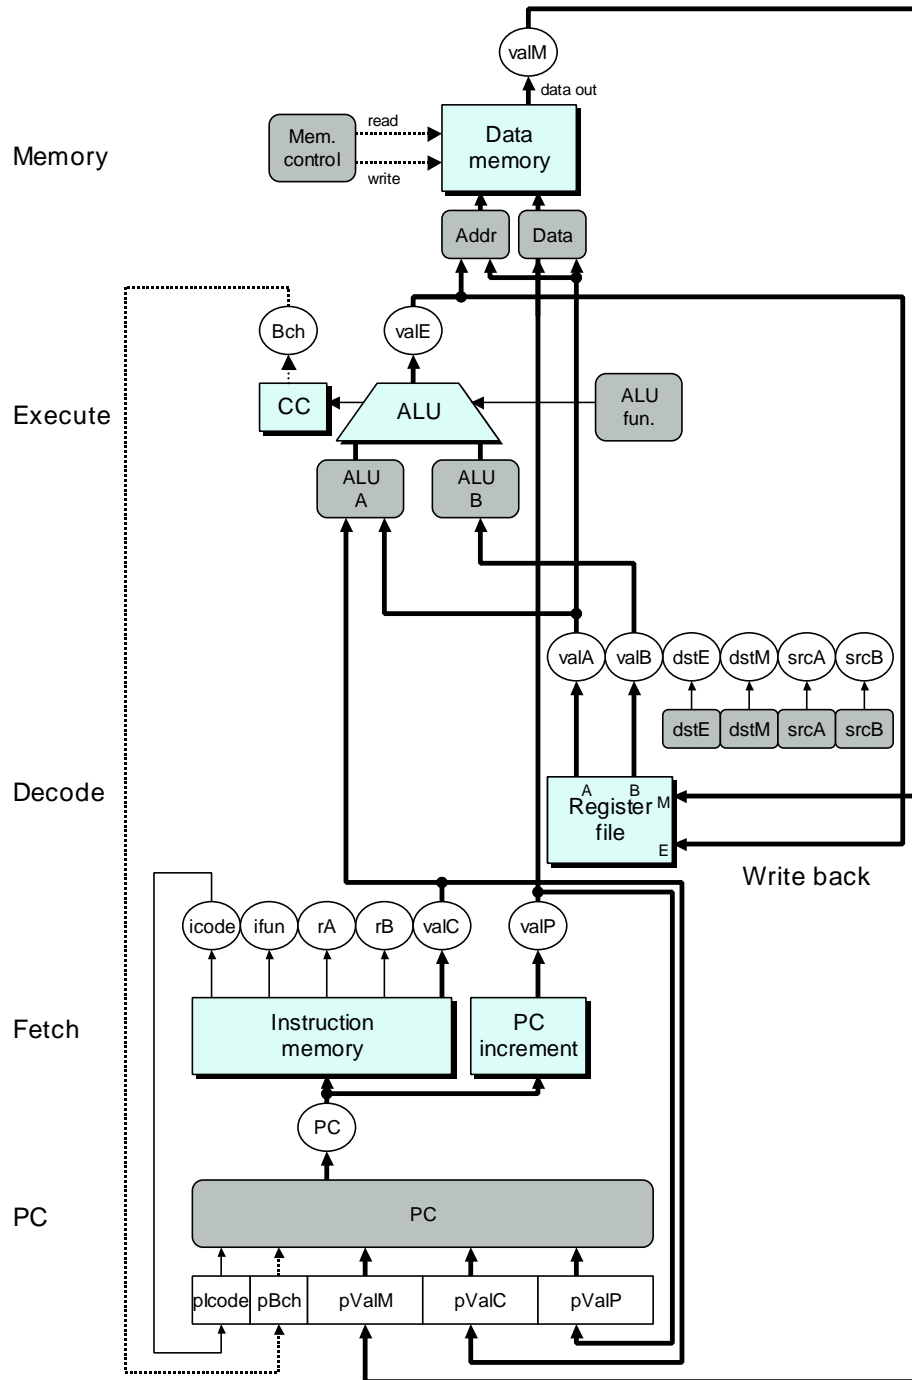 valM
data out
Mem.
control
read
write
Data
memory
Memory
Addr
Data
Bch
valE
Execute
CC
ALU
ALU
fun.
ALU
A
ALU
B
valA
valB
dstE
dstM
srcA
srcB
dstE
dstM
srcA
srcB
Decode
A
B
M
Register
file
E
Write back
icode
ifun
rA
rB
valC
valP
Fetch
Instruction
memory
PC
increment
PC
PC
PC
pIcode
pBch
pValM
pValC
pValP